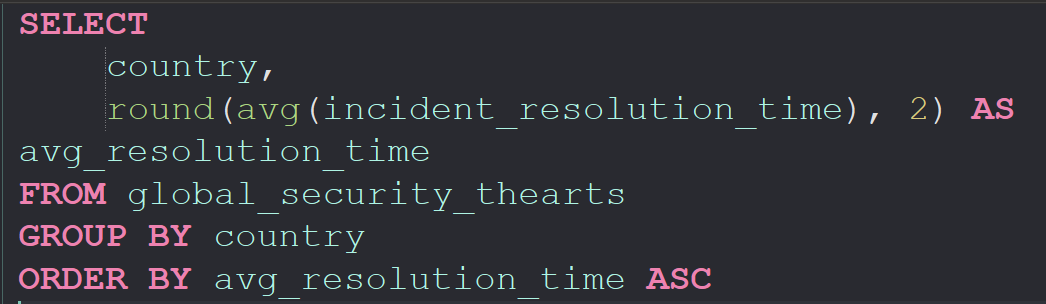 SELECT
country,
round(avg(incident_resolution_time), 2) AS
avg_resolution_time
FROM global_security_thearts
GROUP BY country
ORDER BY avg_resolution_time ASC